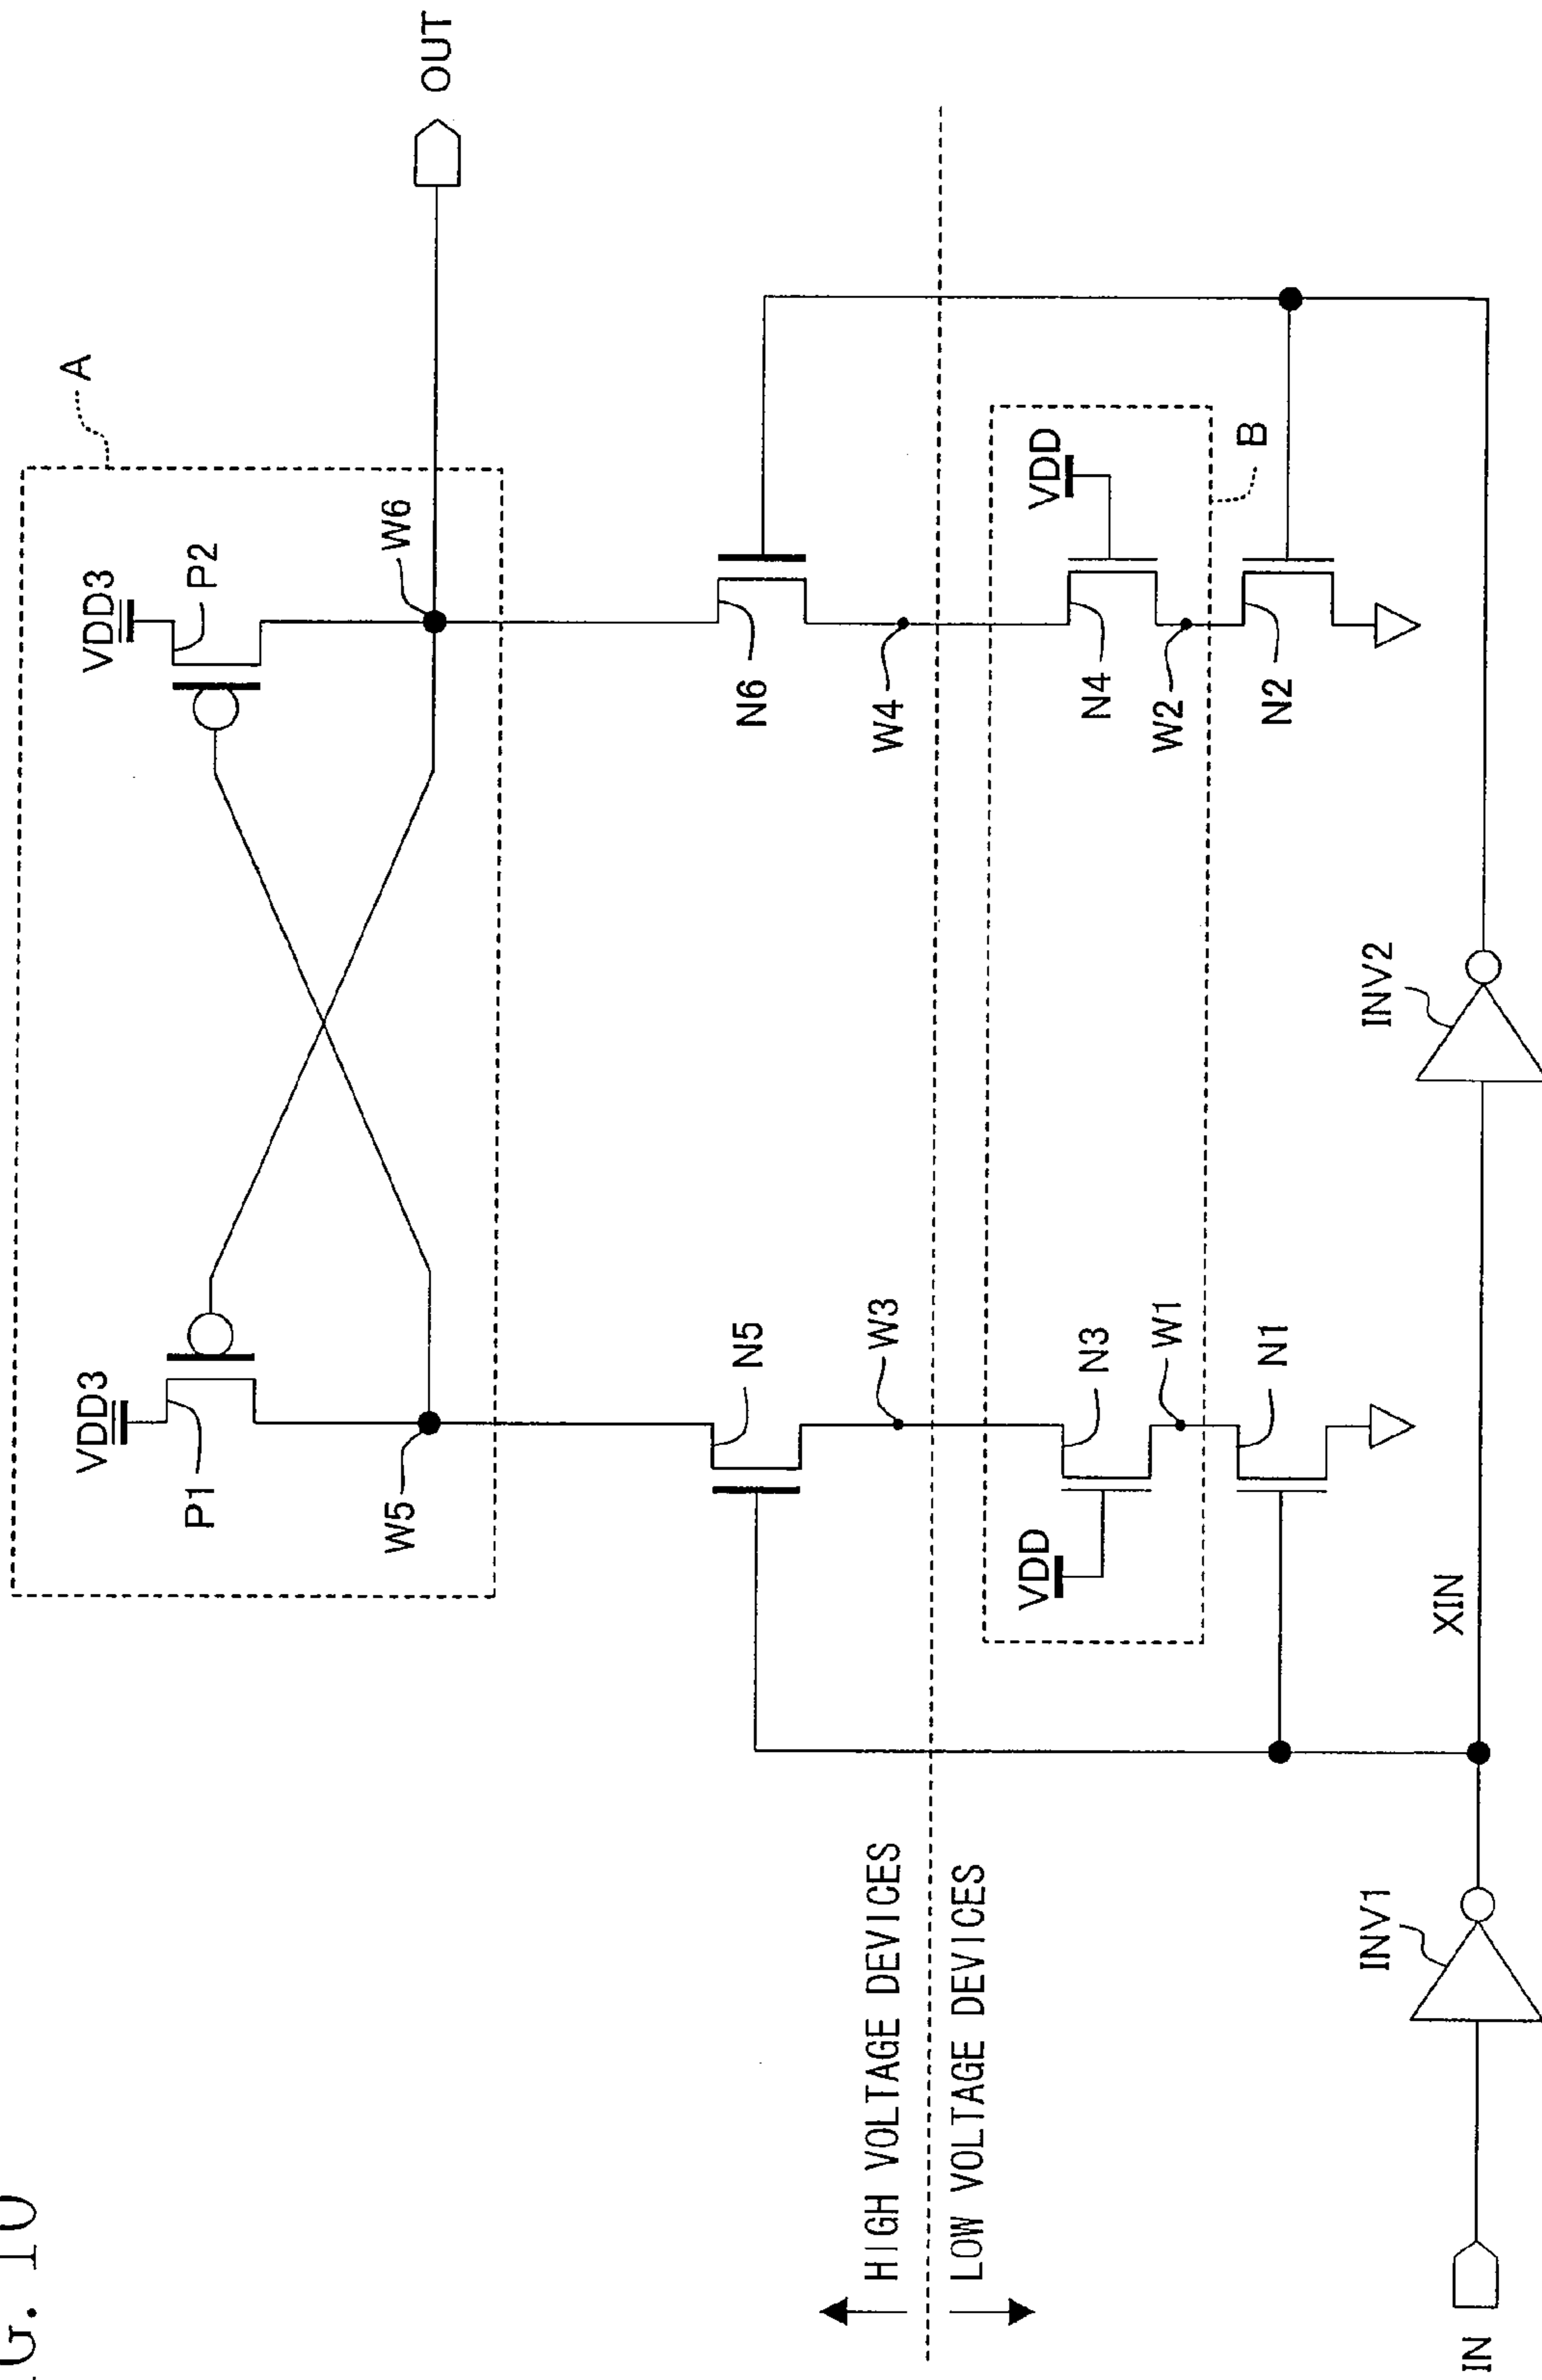 G. 10
A
VDD3
P1
VDD3
P2
W5
W6
OUT
N5
N6
W3
W4
HIGH VOLTAGE DEVICES
LOW VOLTAGE DEVICES
VDD
N3
N4
VDD
W1
W2
B
N1
N2
INV1
XIN
INV2
IN